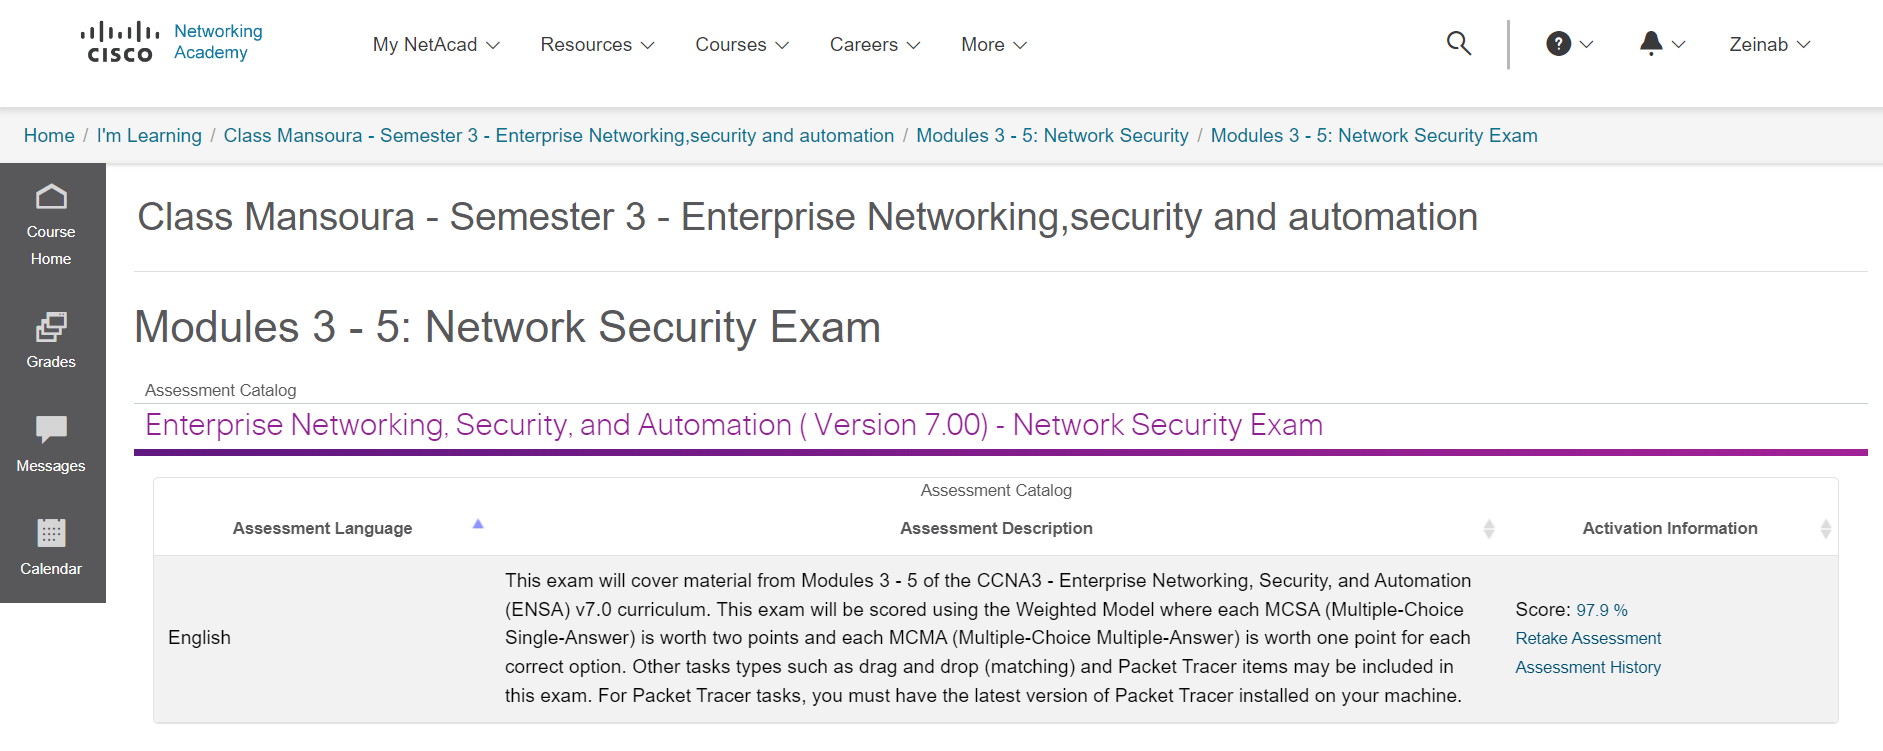 CISCO Networking Academy
My NetAcad Resources Courses Careers More ? Zeinab
Home / I'm Learning / Class Mansoura - Semester 3 - Enterprise Networking,security and automation / Modules 3 - 5: Network Security / Modules 3 - 5: Network Security Exam
Course
Home
Grades
Messages
Calendar
Class Mansoura - Semester 3 - Enterprise Networking,security and automation
Modules 3 - 5: Network Security Exam
Assessment Catalog
Enterprise Networking, Security, and Automation ( Version 7.00) - Network Security Exam
Assessment Catalog
Assessment Language Assessment Description Activation Information
English
This exam will cover material from Modules 3 - 5 of the CCNA3 - Enterprise Networking, Security, and Automation
(ENSA) v7.0 curriculum. This exam will be scored using the Weighted Model where each MCSA (Multiple-Choice
Single-Answer) is worth two points and each MCMA (Multiple-Choice Multiple-Answer) is worth one point for each
correct option. Other tasks types such as drag and drop (matching) and Packet Tracer items may be included in
this exam. For Packet Tracer tasks, you must have the latest version of Packet Tracer installed on your machine.
Score: 97.9 %
Retake Assessment
Assessment History